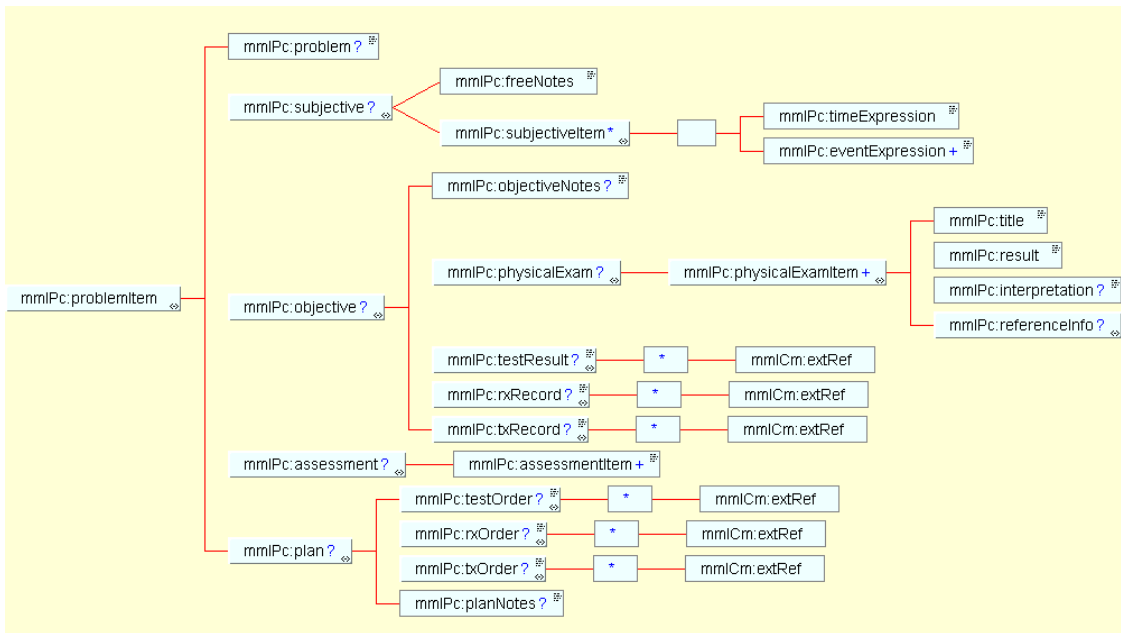 mmlPc:problem ?
mmlPc:freeNotes
mmlPc:subjective ?
mmlPc:subjectiveItem *
mmlPc:timeExpression
mmlPc:eventExpression +
mmlPc:objectiveNotes ?
mmlPc:title
mmlPc:result
mmlPc:physicalExam ?
mmlPc:physicalExamItem +
mmlPc:interpretation ?
mmlPc:problemItem
mmlPc:objective ?
mmlPc:referenceInfo ?
mmlPc:testResult ? * mmlCm:extRef
mmlPc:rxRecord ? * mmlCm:extRef
mmlPc:txRecord ? * mmlCm:extRef
mmlPc:assessment ?
mmlPc:assessmentItem +
mmlPc:testOrder ? * mmlCm:extRef
mmlPc:rxOrder ? * mmlCm:extRef
mmlPc:plan ?
mmlPc:txOrder ? * mmlCm:extRef
mmlPc:planNotes ?